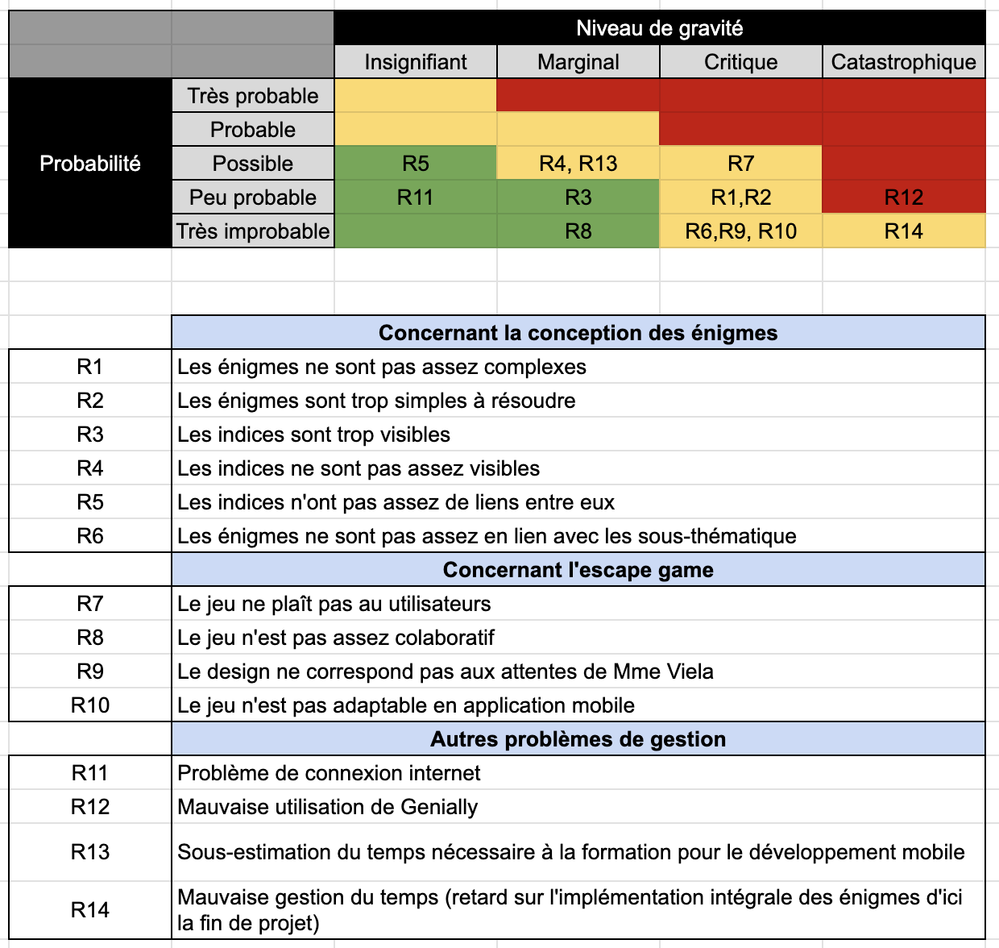 Niveau de gravité
Insignifiant Marginal Critique Catastrophique
Très probable
Probable
Probabilité Possible R5 R4, R13 R7
Peu probable R11 R3 R1,R2 R12
Très improbable R8 R6,R9, R10 R14
Concernant la conception des énigmes
R1 Les énigmes ne sont pas assez complexes
R2 Les énigmes sont trop simples à résoudre
R3 Les indices sont trop visibles
R4 Les indices ne sont pas assez visibles
R5 Les indices n'ont pas assez de liens entre eux
R6 Les énigmes ne sont pas assez en lien avec les sous-thématique
Concernant l'escape game
R7 Le jeu ne plaît pas au utilisateurs
R8 Le jeu n'est pas assez colaboratif
R9 Le design ne correspond pas aux attentes de Mme Viela
R10 Le jeu n'est pas adaptable en application mobile
Autres problèmes de gestion
R11 Problème de connexion internet
R12 Mauvaise utilisation de Genially
R13 Sous-estimation du temps nécessaire à la formation pour le développement mobile
R14 Mauvaise gestion du temps (retard sur l'implémentation intégrale des énigmes d'ici
la fin de projet)